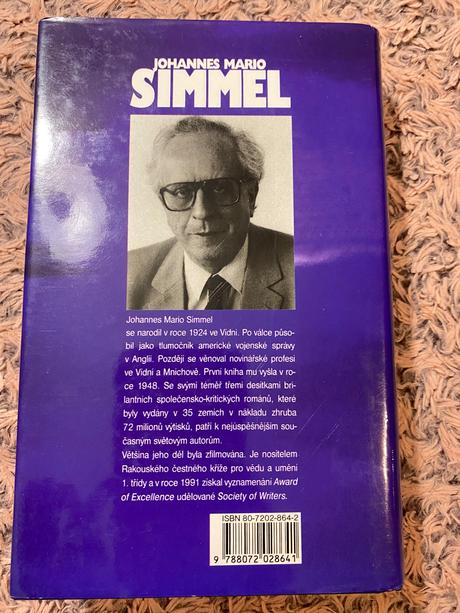 JOHANNES MARIO
SIMMEL
Johannes Mario Simmel
se narodil v roce 1924 ve Vídni. Po válce půso-
bil jako tlumočník americké vojenské správy
v Anglii. Později se věnoval novinářské profesi
ve Vídni a Mnichově. První kniha mu vyšla v ro-
ce 1948. Se svými téměř třemi desítkami bri-
lantních společensko-kritických románů, které
byly vydány v 35 zemích v nákladu zhruba
72 milionů výtisků, patří k nejúspěšnějším sou-
časným světovým autorům.
Většina jeho děl byla zfilmována. Je nositelem
Rakouského čestného kříže pro vědu a umění
1. třídy a v roce 1991 získal vyznamenání Award
of Excellence udělované Society of Writers.
ISBN 80-7202-864-2
9 788072 028641